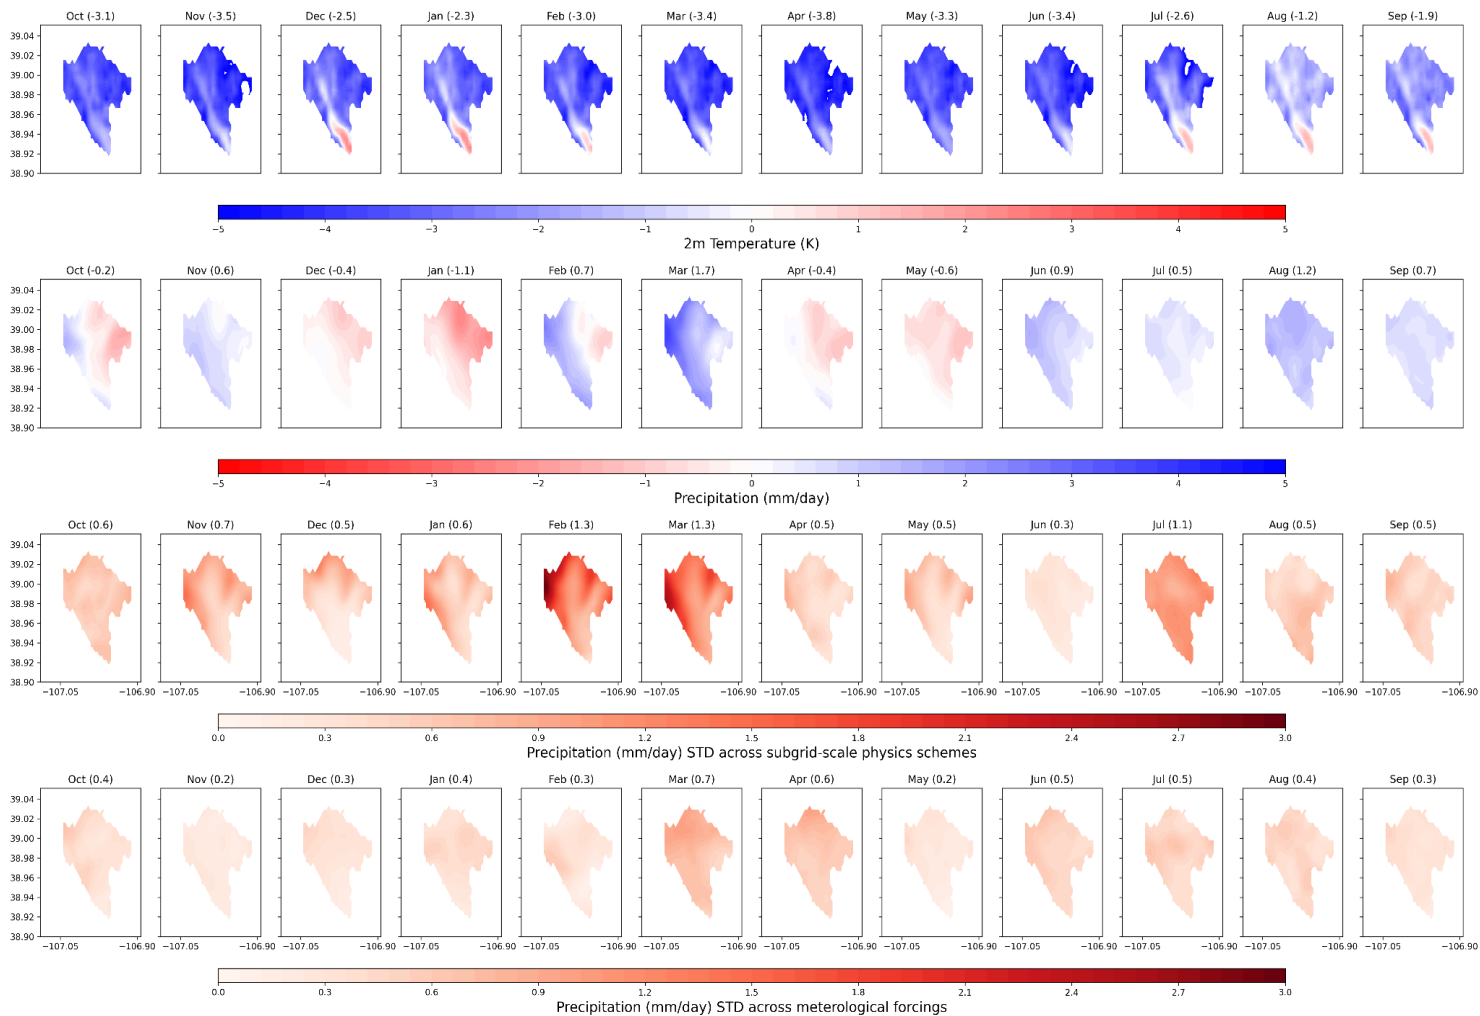 Oct (-3.1) Nov (-3.5) Dec (-2.5) Jan (-2.3) Feb (-3.0) Mar (-3.4) Apr (-3.8) May (-3.3) Jun (-3.4) Jul (-2.6) Aug (-1.2) Sep (-1.9)
39.04
39.02
39.00
38.98
38.96
38.94
38.92
38.90
−5 −4 −3 −2 −1 0 1 2 3 4 5
2m Temperature (K)
Oct (-0.2) Nov (0.6) Dec (-0.4) Jan (-1.1) Feb (0.7) Mar (1.7) Apr (-0.4) May (-0.6) Jun (0.9) Jul (0.5) Aug (1.2) Sep (0.7)
39.04
39.02
39.00
38.98
38.96
38.94
38.92
38.90
−5 −4 −3 −2 −1 0 1 2 3 4 5
Precipitation (mm/day)
Oct (0.6) Nov (0.7) Dec (0.5) Jan (0.6) Feb (1.3) Mar (1.3) Apr (0.5) May (0.5) Jun (0.3) Jul (1.1) Aug (0.5) Sep (0.5)
39.04
39.02
39.00
38.98
38.96
38.94
38.92
38.90
−107.05 −106.90 −107.05 −106.90 −107.05 −106.90 −107.05 −106.90 −107.05 −106.90 −107.05 −106.90 −107.05 −106.90 −107.05 −106.90 −107.05 −106.90 −107.05 −106.90 −107.05 −106.90 −107.05 −106.90
0.0 0.3 0.6 0.9 1.2 1.5 1.8 2.1 2.4 2.7 3.0
Precipitation (mm/day) STD across subgrid-scale physics schemes
Oct (0.4) Nov (0.2) Dec (0.3) Jan (0.4) Feb (0.3) Mar (0.7) Apr (0.6) May (0.2) Jun (0.5) Jul (0.5) Aug (0.4) Sep (0.3)
39.04
39.02
39.00
38.98
38.96
38.94
38.92
38.90
−107.05 −106.90 −107.05 −106.90 −107.05 −106.90 −107.05 −106.90 −107.05 −106.90 −107.05 −106.90 −107.05 −106.90 −107.05 −106.90 −107.05 −106.90 −107.05 −106.90 −107.05 −106.90 −107.05 −106.90
0.0 0.3 0.6 0.9 1.2 1.5 1.8 2.1 2.4 2.7 3.0
Precipitation (mm/day) STD across meterological forcings